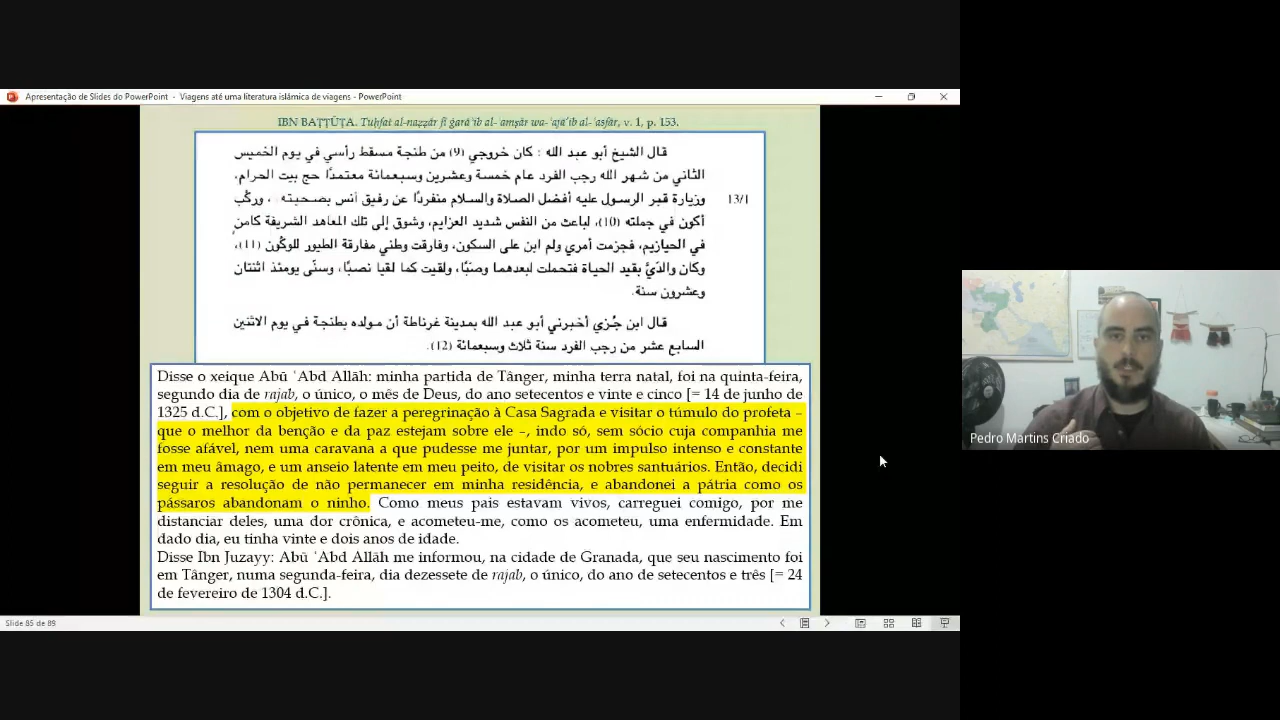 Apresentação de Slides do PowerPoint - Viagens até uma literatura islâmica de viagens - PowerPoint
IBN BAṬṬŪṬA. Tuḥfat al-naẓẓār fī ġarāʾib al- amṣār wa-ʿajāʾib al-ʾasfār, v. 1, p. 153.
قال الشيخ أبو عبد الله : كان خروجي (9) من طنجة مسقط رأسي في يوم الخميس
الثاني من شهر الله رجب الفرد عام خمسة وعشرين وسبعمائة معتمدًا حج بيت الحرام،
وزيارة قبر الرسول عليه أفضل الصلاة والسلام منفردًا عن رفيق آنس بصحبته ، وركْب
13/1
أكون في جملته (10)، لباعث من النفس شديد العزايم، وشوق إلى تلك المعاهد الشريفة كامنٍ
في الحيازيم، فجزمت أمري ولم ابن على السكون، وفارقت وطني مفارقة الطيور للوكُون (11)،
وكان والديَّ بقيد الحياة فتحملت لبعدهما وصبًا، ولقيت كما لقيا نصبًا، وسنّى يومئذ اثنتان
وعشرون سنة.
قال ابن جُزي أخبرني أبو عبد الله بمدينة غرناطة أن مولده بطنجة في يوم الاثنين
السابع عشر من رجب الفرد سنة ثلاث وسبعمائة (12).
Disse o xeique Abū ʿAbd Allāh: minha partida de Tânger, minha terra natal, foi na quinta-feira,
segundo dia de rajab, o único, o mês de Deus, do ano setecentos e vinte e cinco [= 14 de junho de
1325 d.C.], com o objetivo de fazer a peregrinação à Casa Sagrada e visitar o túmulo do profeta –
que o melhor da benção e da paz estejam sobre ele –, indo só, sem sócio cuja companhia me
fosse afável, nem uma caravana a que pudesse me juntar, por um impulso intenso e constante
em meu âmago, e um anseio latente em meu peito, de visitar os nobres santuários. Então, decidi
seguir a resolução de não permanecer em minha residência, e abandonei a pátria como os
pássaros abandonam o ninho. Como meus pais estavam vivos, carreguei comigo, por me
distanciar deles, uma dor crônica, e acometeu-me, como os acometeu, uma enfermidade. Em
dado dia, eu tinha vinte e dois anos de idade.
Disse Ibn Juzayy: Abū ʿAbd Allāh me informou, na cidade de Granada, que seu nascimento foi
em Tânger, numa segunda-feira, dia dezessete de rajab, o único, do ano de setecentos e três [= 24
de fevereiro de 1304 d.C.].
Slide 85 de 89
Pedro Martins Criado